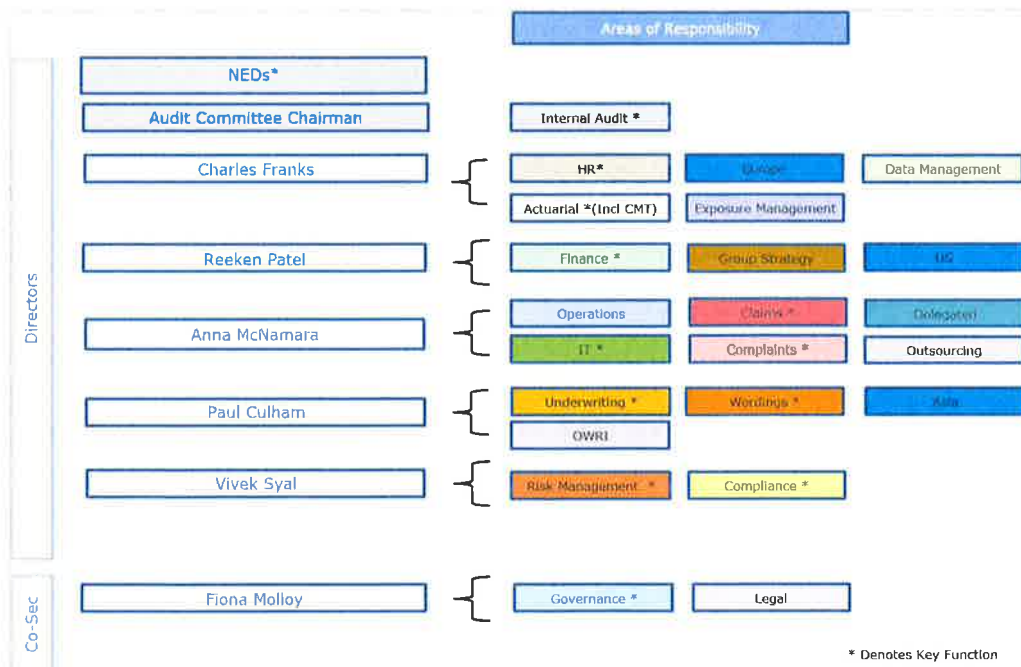 Areas of Responsibility
Directors
NEDs*
Audit Committee Chairman
Internal Audit *
Charles Franks
HR*
Europe
Data Management
Actuarial *(Incl CMT)
Exposure Management
Reeken Patel
Finance *
Group Strategy
US
Anna McNamara
Operations
Claims *
Delegated
IT *
Complaints *
Outsourcing
Paul Culham
Underwriting *
Wordings *
Asia
OWRI
Vivek Syal
Risk Management *
Compliance *
Co-Sec
Fiona Molloy
Governance *
Legal
* Denotes Key Function